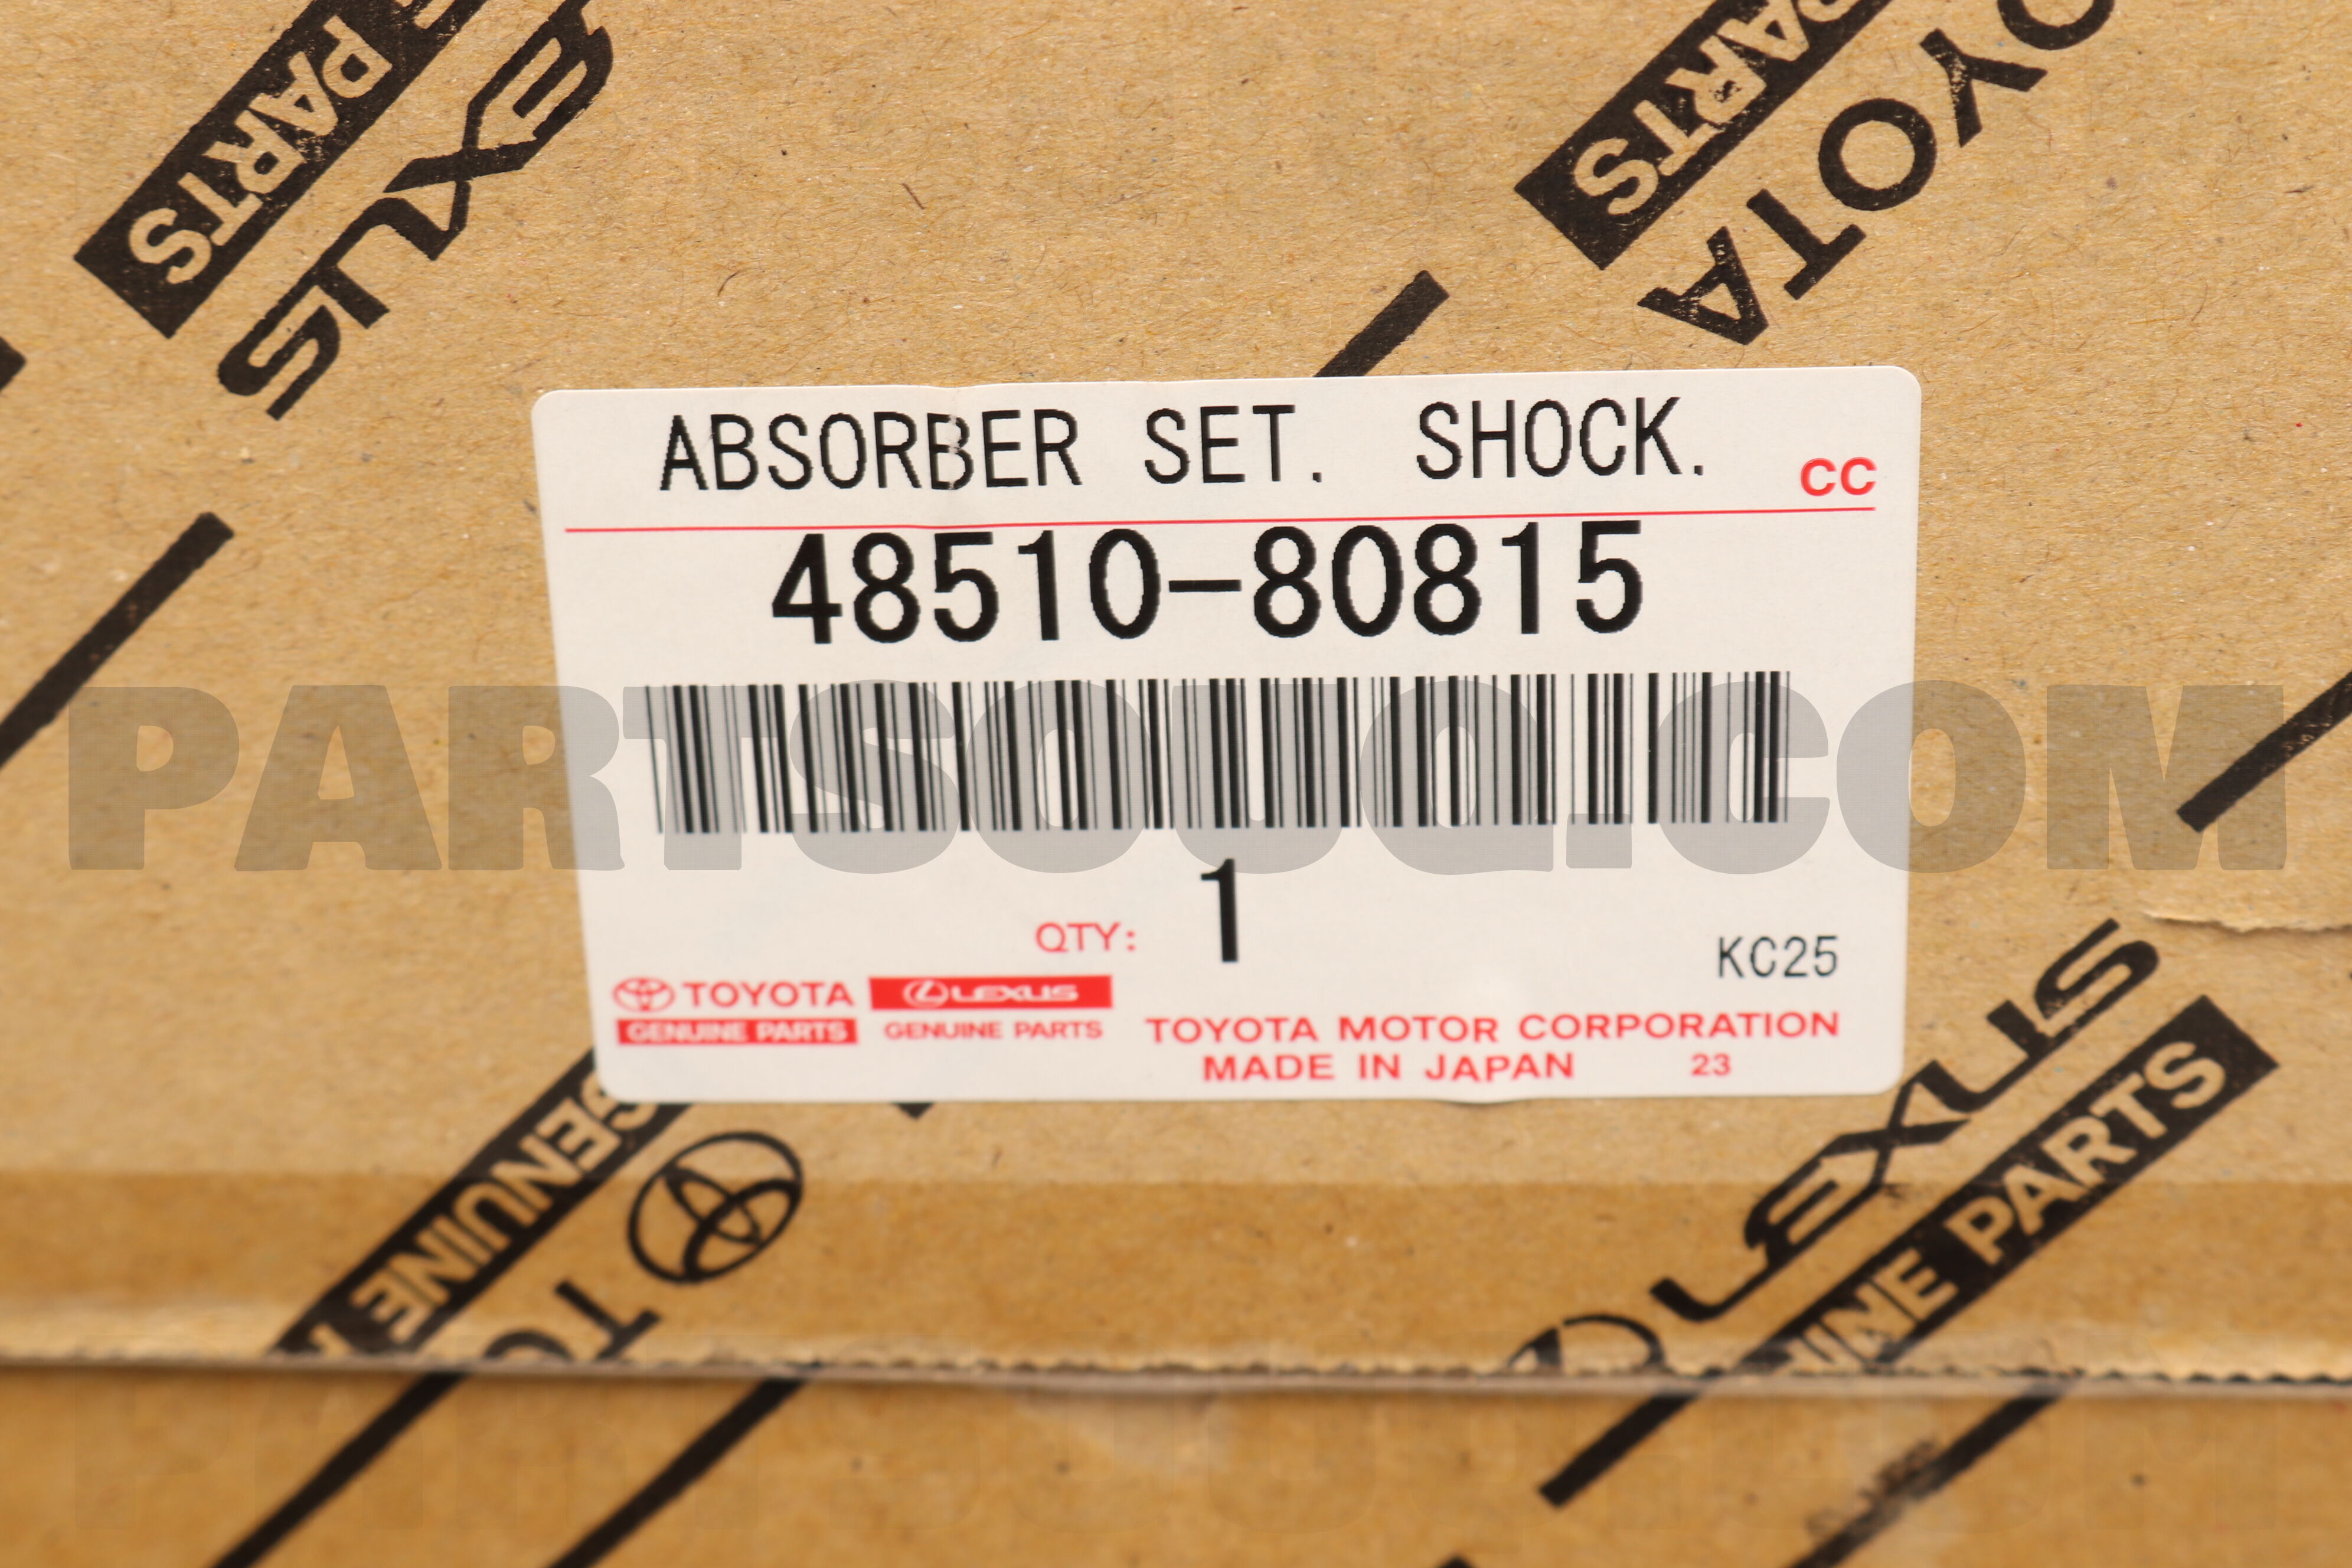 PARTS
LEXUS
PARTS
TOYOTA
ABSORBER SET. SHOCK.
CC
48510-80815
PARTSOUQ.COM
QTY: 1
KC25
TOYOTA
GENUINE PARTS
LEXUS
GENUINE PARTS
TOYOTA MOTOR CORPORATION
MADE IN JAPAN 23
GENUINE
LEXUS
GENUINE PARTS